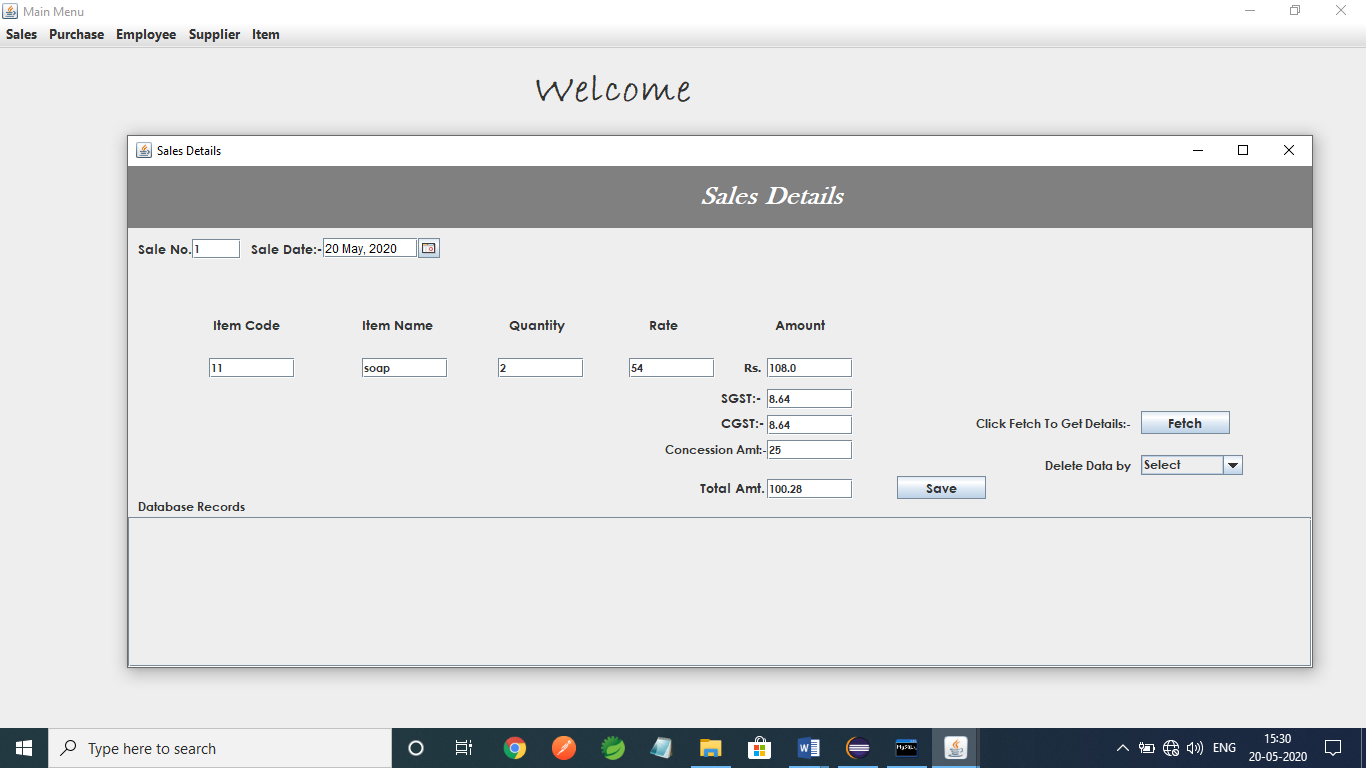 Main Menu
Sales Purchase Employee Supplier Item
Welcome
Sales Details
Sales Details
Sale No. 1 Sale Date:- 20 May, 2020
Item Code Item Name Quantity Rate Amount
11 soap 2 54 Rs. 108.0
SGST:- 8.64
CGST:- 8.64 Click Fetch To Get Details:- Fetch
Concession Amt:- 25
Delete Data by Select
Total Amt. 100.28 Save
Database Records
Type here to search
MySQL
ENG
15:30
20-05-2020